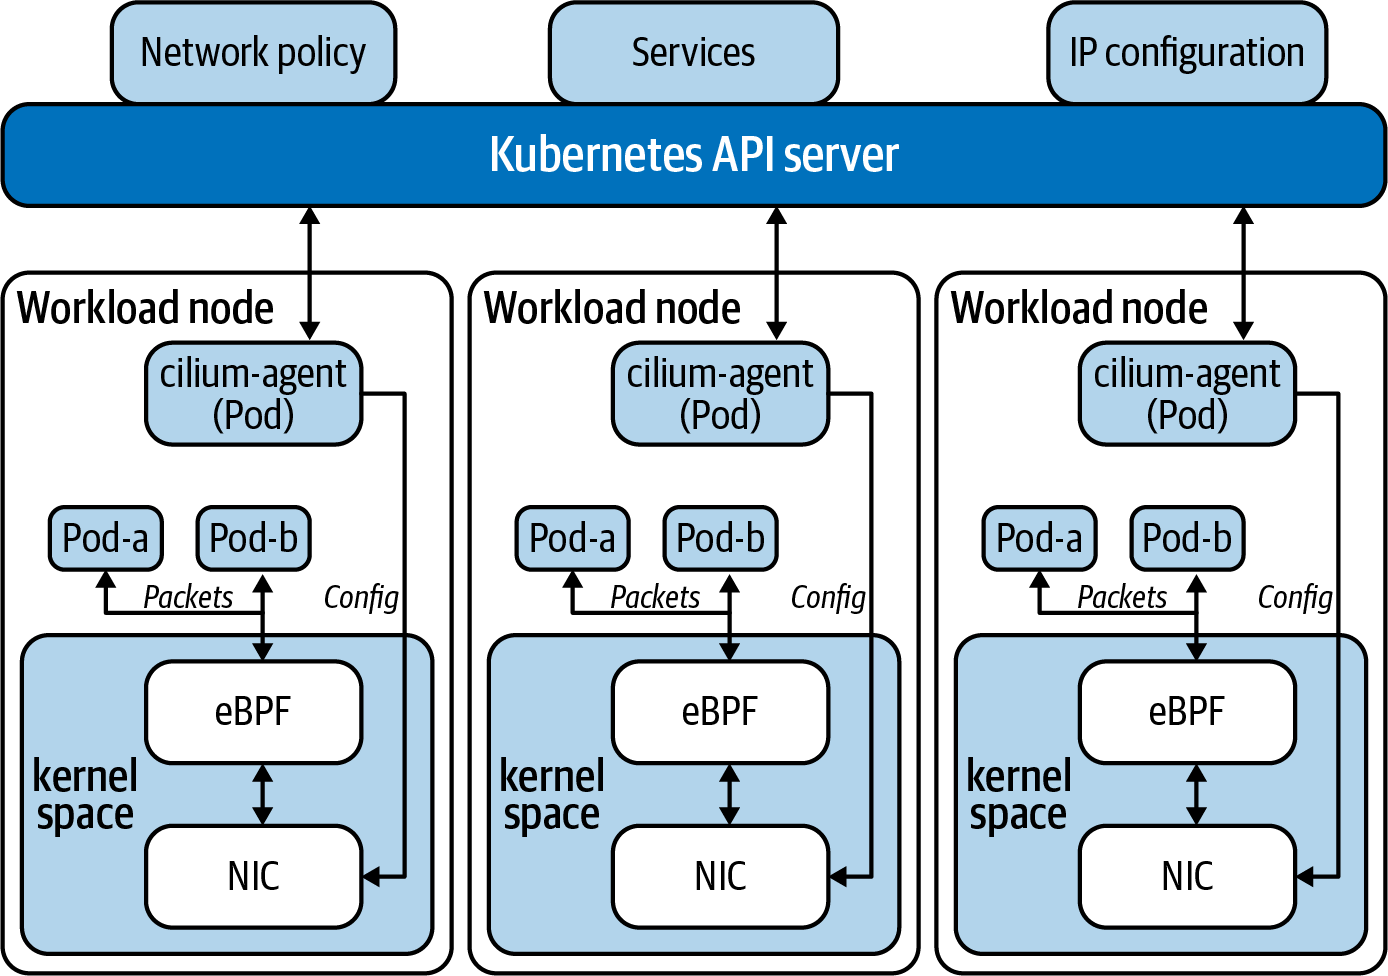 Network policy
Services
IP configuration
Kubernetes API server
Workload node
cilium-agent
(Pod)
Pod-a
Pod-b
Packets
Config
eBPF
kernel
space
NIC
Workload node
cilium-agent
(Pod)
Pod-a
Pod-b
Packets
Config
eBPF
kernel
space
NIC
Workload node
cilium-agent
(Pod)
Pod-a
Pod-b
Packets
Config
eBPF
kernel
space
NIC